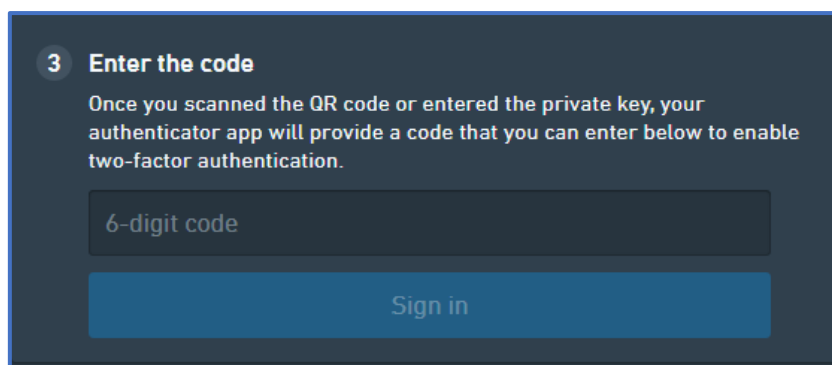 3 Enter the code
Once you scanned the QR code or entered the private key, your
authenticator app will provide a code that you can enter below to enable
two-factor authentication.
6-digit code
Sign in